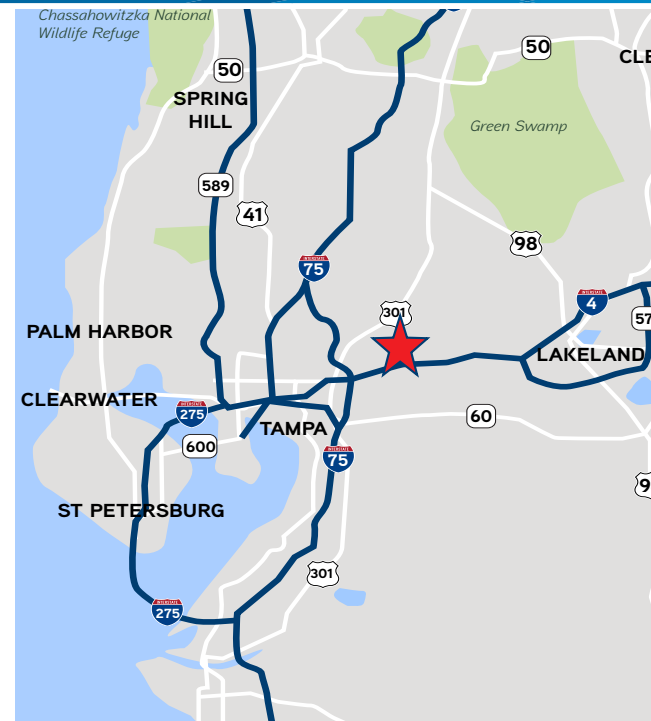 Chassahowitzka National
Wildlife Refuge
50
50
CLE
SPRING
HILL
Green Swamp
589
41
98
75
INTERSTATE
4
301
57
PALM HARBOR
LAKELAND
CLEARWATER
275
60
TAMPA
600
75
9
ST PETERSBURG
301
275